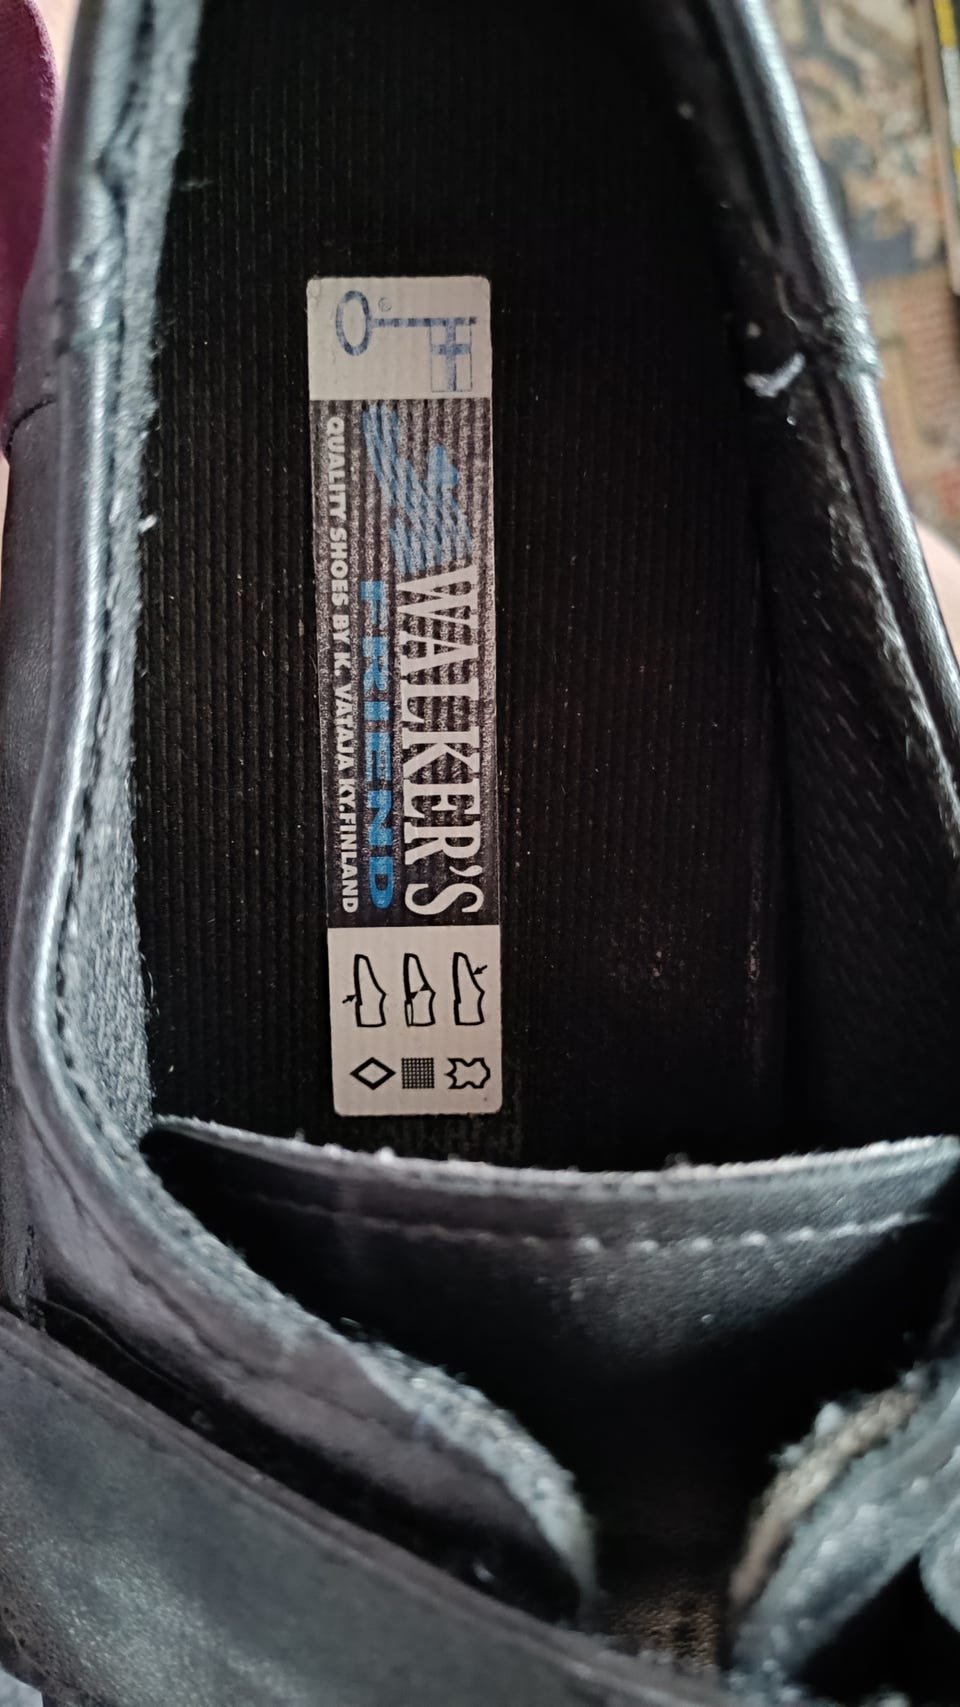 WALKER'S
FRIEND
QUALITY SHOES BY K. VATAJA KY. FINLAND